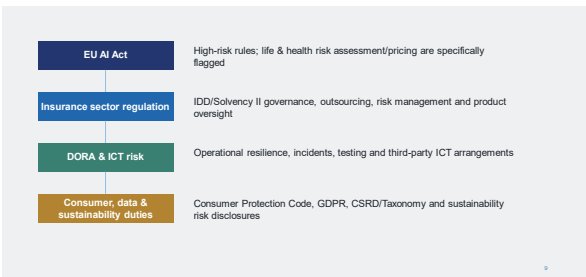 EU AI Act
High-risk rules; life & health risk assessment/pricing are specifically
flagged
Insurance sector regulation
IDD/Solvency II governance, outsourcing, risk management and product
oversight
DORA & ICT risk
Operational resilience, incidents, testing and third-party ICT arrangements
Consumer, data &
sustainability duties
Consumer Protection Code, GDPR, CSRD/Taxonomy and sustainability
risk disclosures